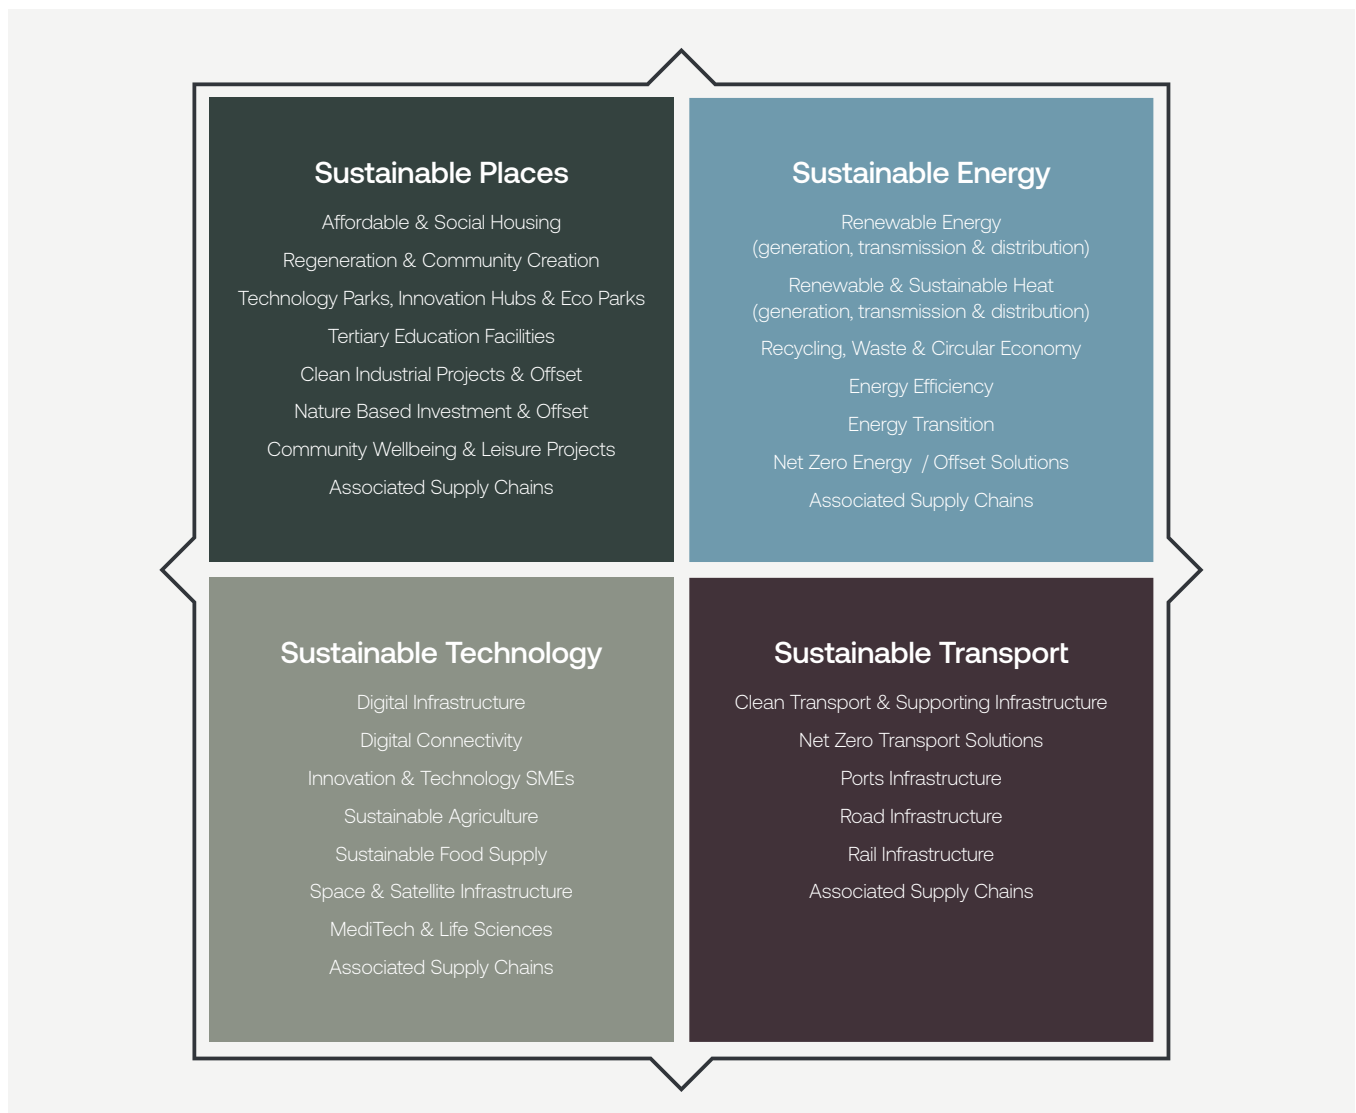 Sustainable Places
Affordable & Social Housing
Regeneration & Community Creation
Technology Parks, Innovation Hubs & Eco Parks
Tertiary Education Facilities
Clean Industrial Projects & Offset
Nature Based Investment & Offset
Community Wellbeing & Leisure Projects
Associated Supply Chains
Sustainable Energy
Renewable Energy
(generation, transmission & distribution)
Renewable & Sustainable Heat
(generation, transmission & distribution)
Recycling, Waste & Circular Economy
Energy Efficiency
Energy Transition
Net Zero Energy / Offset Solutions
Associated Supply Chains
Sustainable Technology
Digital Infrastructure
Digital Connectivity
Innovation & Technology SMEs
Sustainable Agriculture
Sustainable Food Supply
Space & Satellite Infrastructure
MediTech & Life Sciences
Associated Supply Chains
Sustainable Transport
Clean Transport & Supporting Infrastructure
Net Zero Transport Solutions
Ports Infrastructure
Road Infrastructure
Rail Infrastructure
Associated Supply Chains